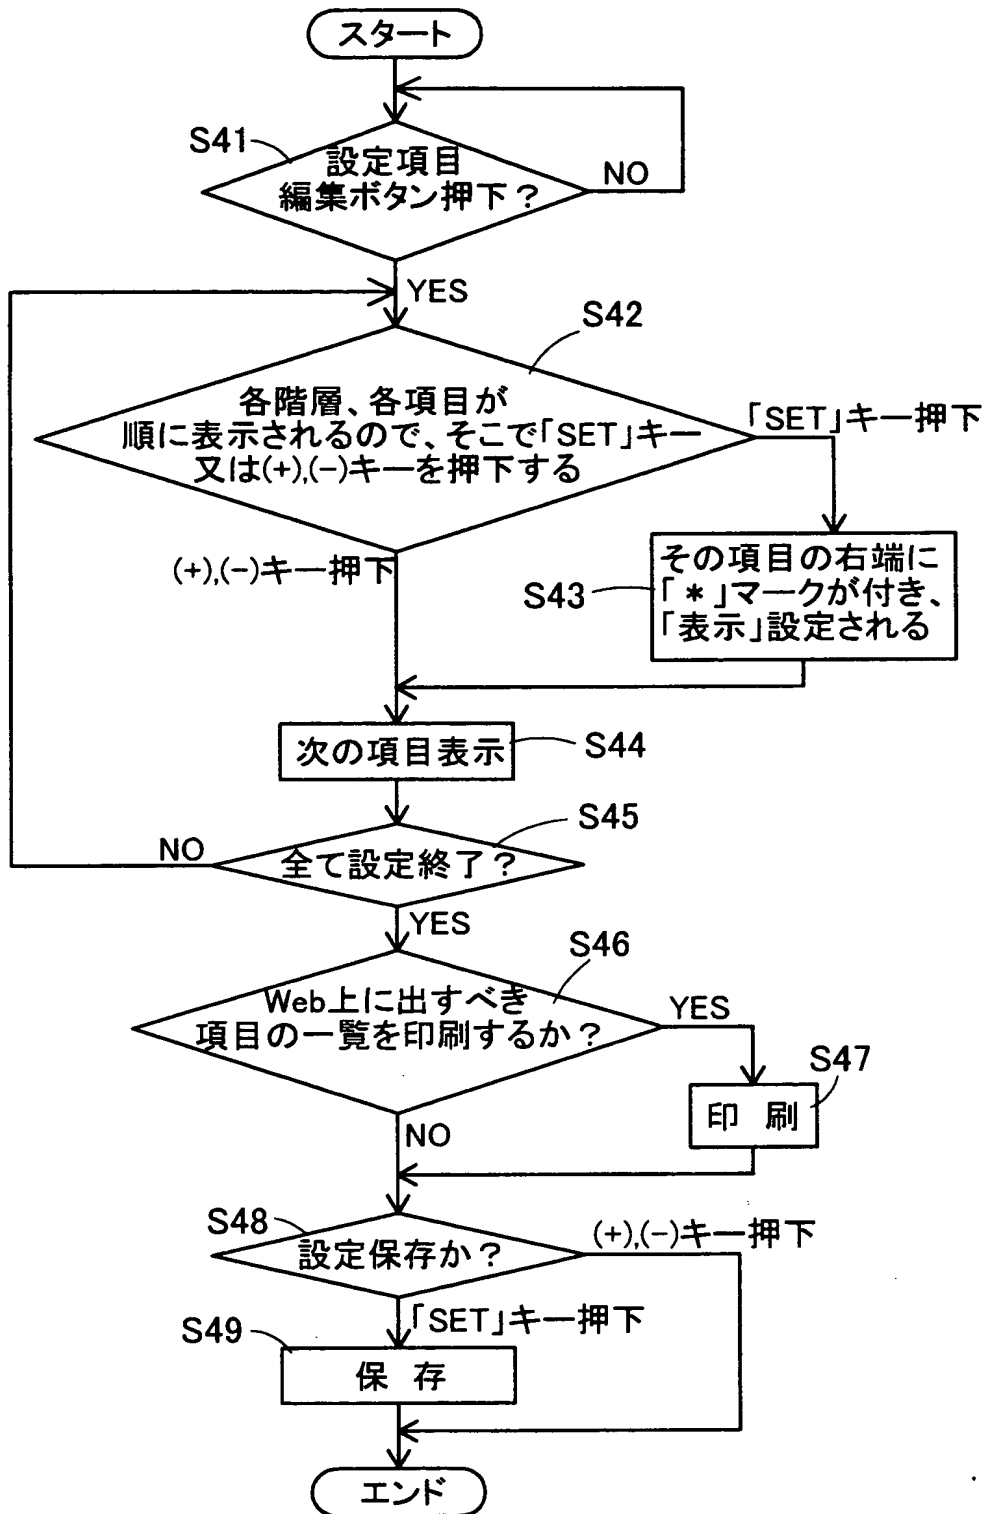 スタート
S41
設定項目
編集ボタン押下？
NO
YES
S42
各階層、各項目が
順に表示されるので、そこで「SET」キー
又は(+),(−)キーを押下する
「SET」キー押下
(+),(−)キー押下
S43
その項目の右端に
「＊」マークが付き、
「表示」設定される
次の項目表示
S44
S45
全て設定終了？
NO
YES
S46
Web上に出すべき
項目の一覧を印刷するか？
YES
S47
印 刷
NO
S48
設定保存か？
(+),(−)キー押下
「SET」キー押下
S49
保 存
エンド